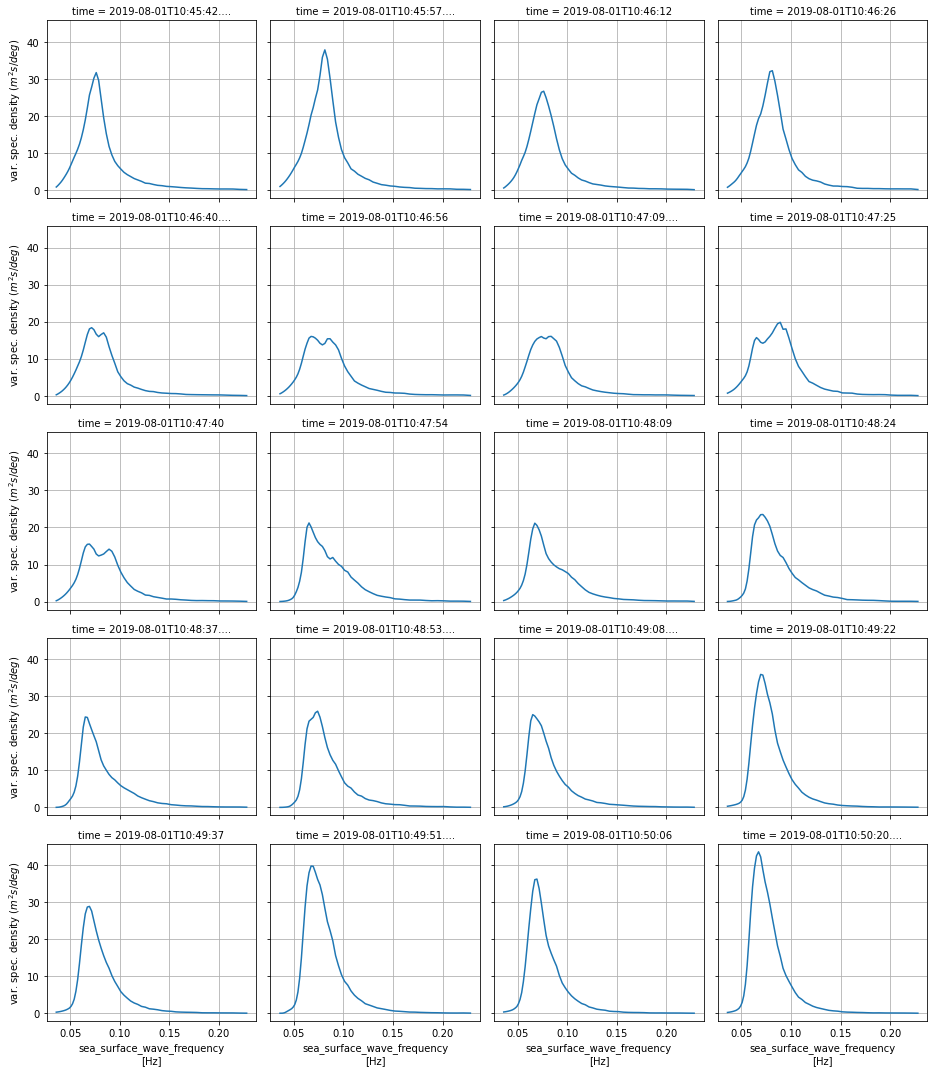 time = 2019-08-01T10:45:42.... time = 2019-08-01T10:45:57.... time = 2019-08-01T10:46:12 time = 2019-08-01T10:46:26
var. spec. density (m²s/deg)
40
30
20
10
0
time = 2019-08-01T10:46:40.... time = 2019-08-01T10:46:56 time = 2019-08-01T10:47:09.... time = 2019-08-01T10:47:25
var. spec. density (m²s/deg)
40
30
20
10
0
time = 2019-08-01T10:47:40 time = 2019-08-01T10:47:54 time = 2019-08-01T10:48:09 time = 2019-08-01T10:48:24
var. spec. density (m²s/deg)
40
30
20
10
0
time = 2019-08-01T10:48:37.... time = 2019-08-01T10:48:53.... time = 2019-08-01T10:49:08.... time = 2019-08-01T10:49:22
var. spec. density (m²s/deg)
40
30
20
10
0
time = 2019-08-01T10:49:37 time = 2019-08-01T10:49:51.... time = 2019-08-01T10:50:06 time = 2019-08-01T10:50:20....
var. spec. density (m²s/deg)
40
30
20
10
0
0.05 0.10 0.15 0.20 0.05 0.10 0.15 0.20 0.05 0.10 0.15 0.20 0.05 0.10 0.15 0.20
sea_surface_wave_frequency sea_surface_wave_frequency sea_surface_wave_frequency sea_surface_wave_frequency
[Hz] [Hz] [Hz] [Hz]